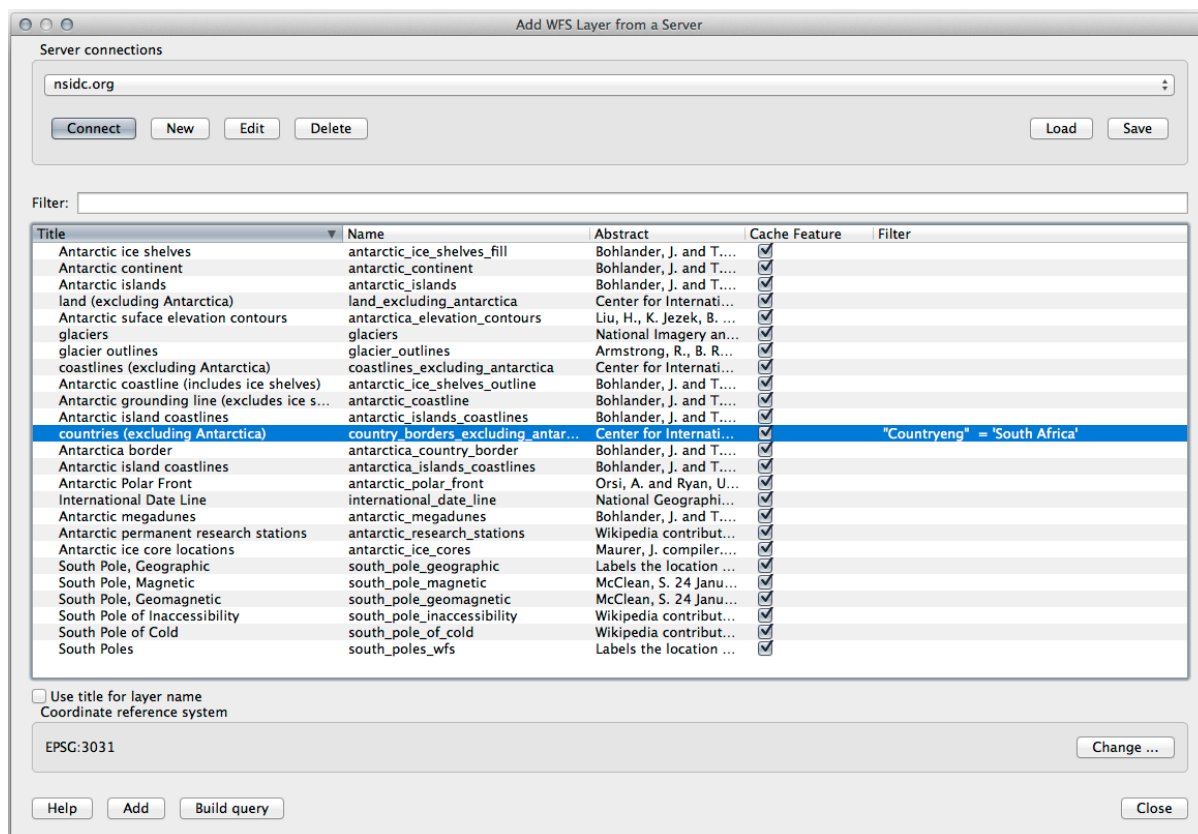 Add WFS Layer from a Server
Server connections
nsidc.org
Connect New Edit Delete Load Save
Filter:
Title Name Abstract Cache Feature Filter
Antarctic ice shelves antarctic_ice_shelves_fill Bohlander, J. and T....
Antarctic continent antarctic_continent Bohlander, J. and T....
Antarctic islands antarctic_islands Bohlander, J. and T....
land (excluding Antarctica) land_excluding_antarctica Center for Internati...
Antarctic suface elevation contours antarctica_elevation_contours Liu, H., K. Jezek, B. ...
glaciers glaciers National Imagery an...
glacier outlines glacier_outlines Armstrong, R., B. R...
coastlines (excluding Antarctica) coastlines_excluding_antarctica Center for Internati...
Antarctic coastline (includes ice shelves) antarctic_ice_shelves_outline Bohlander, J. and T....
Antarctic grounding line (excludes ice s... antarctic_coastline Bohlander, J. and T....
Antarctic island coastlines antarctic_islands_coastlines Bohlander, J. and T....
countries (excluding Antarctica) country_borders_excluding_antar... Center for Internati... "Countryeng" = 'South Africa'
Antarctica border antarctica_country_border Bohlander, J. and T....
Antarctic island coastlines antarctica_islands_coastlines Bohlander, J. and T....
Antarctic Polar Front antarctic_polar_front Orsi, A. and Ryan, U...
International Date Line international_date_line National Geographi...
Antarctic megadunes antarctic_megadunes Bohlander, J. and T....
Antarctic permanent research stations antarctic_research_stations Wikipedia contribut...
Antarctic ice core locations antarctic_ice_cores Maurer, J. compiler....
South Pole, Geographic south_pole_geographic Labels the location ...
South Pole, Magnetic south_pole_magnetic McClean, S. 24 Janu...
South Pole, Geomagnetic south_pole_geomagnetic McClean, S. 24 Janu...
South Pole of Inaccessibility south_pole_inaccessibility Wikipedia contribut...
South Pole of Cold south_pole_of_cold Wikipedia contribut...
South Poles south_poles_wfs Labels the location ...
Use title for layer name
Coordinate reference system
EPSG:3031 Change ...
Help Add Build query Close